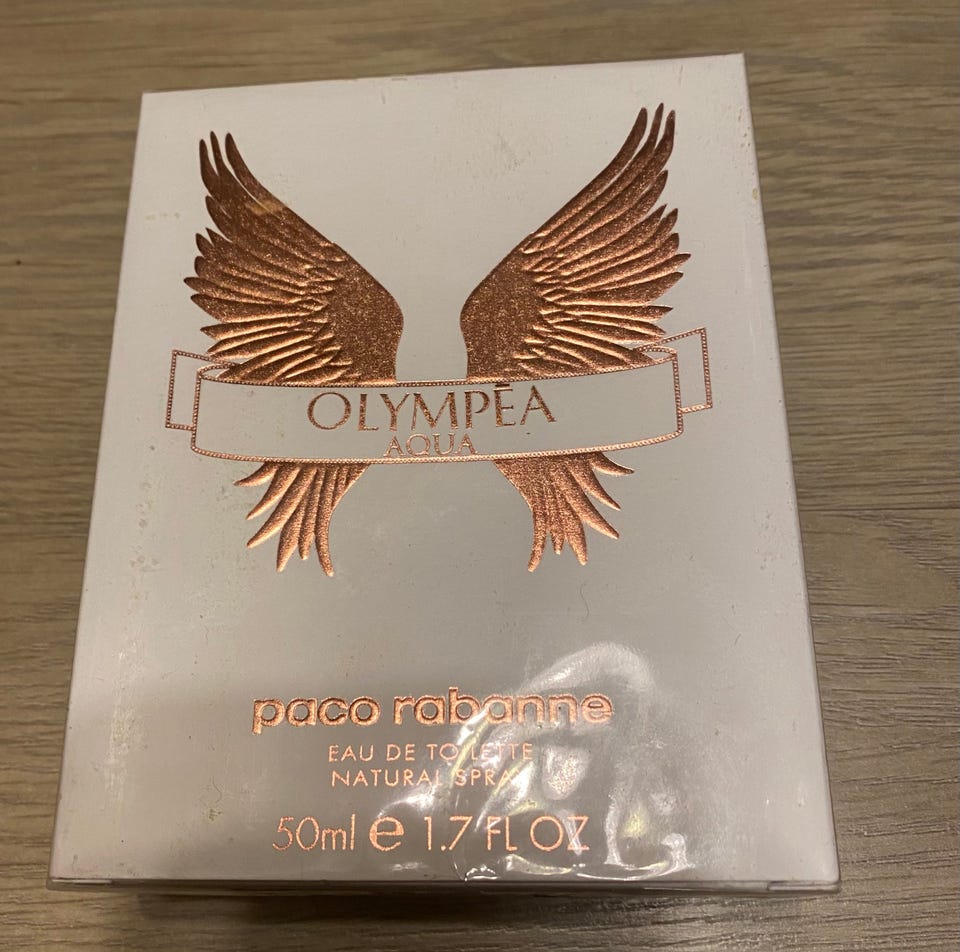 OLYMPĒA
AQUA
paco rabanne
EAU DE TOILETTE
NATURAL SPRAY
50ml e 1.7 FL OZ